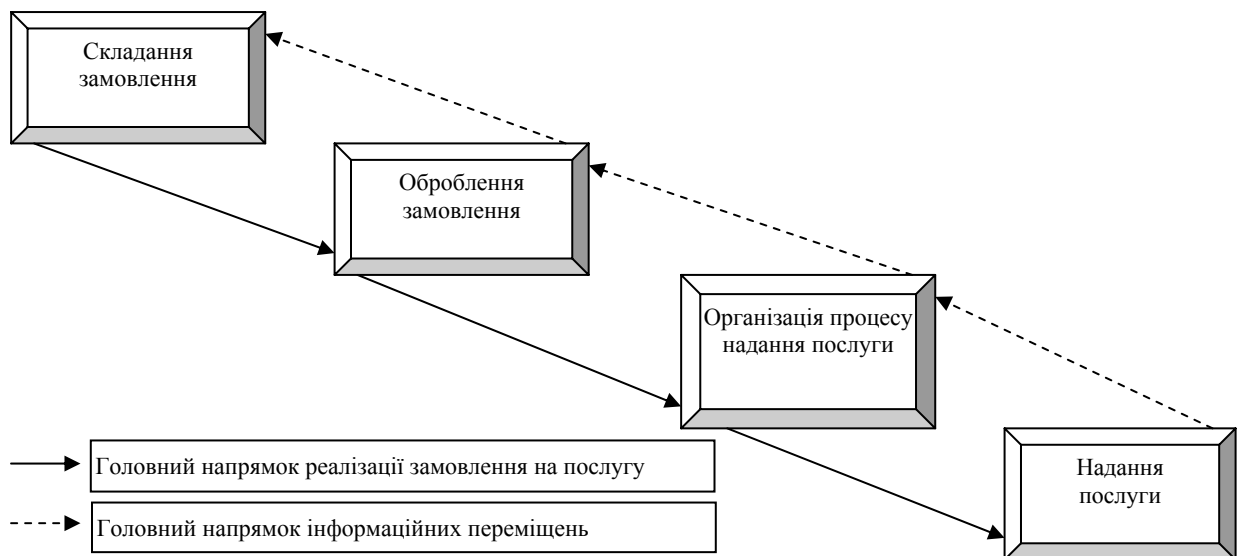 Складання
замовлення
Оброблення
замовлення
Організація процесу
надання послуги
Надання
послуги
Головний напрямок реалізації замовлення на послугу
Головний напрямок інформаційних переміщень